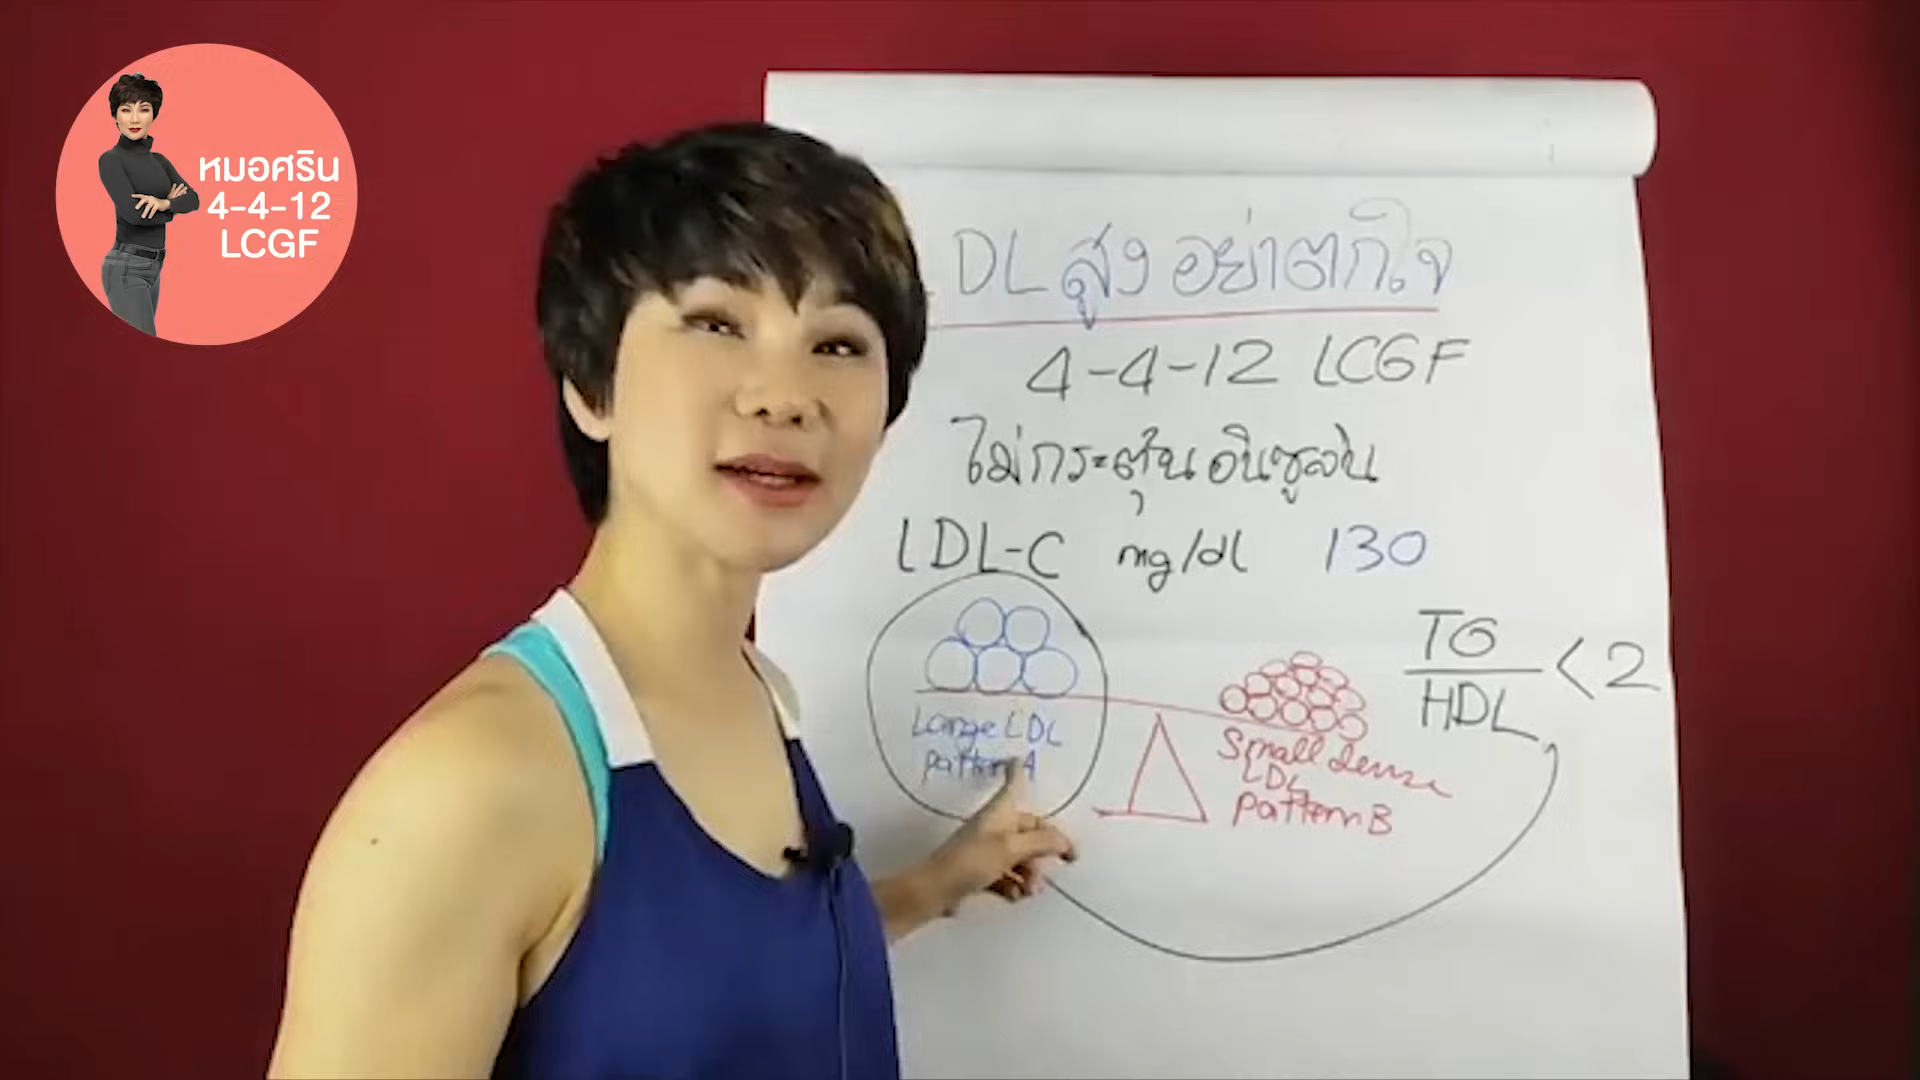 หมอศริน
4-4-12
LCGF
DL สูง อย่าตกใจ
4-4-12 LCGF
ไม่กระตุ้นอินซูลิน
LDL-C mg/dl 130
TG
HDL
< 2
Large LDL
pattern A
Small dense
LDL
pattern B